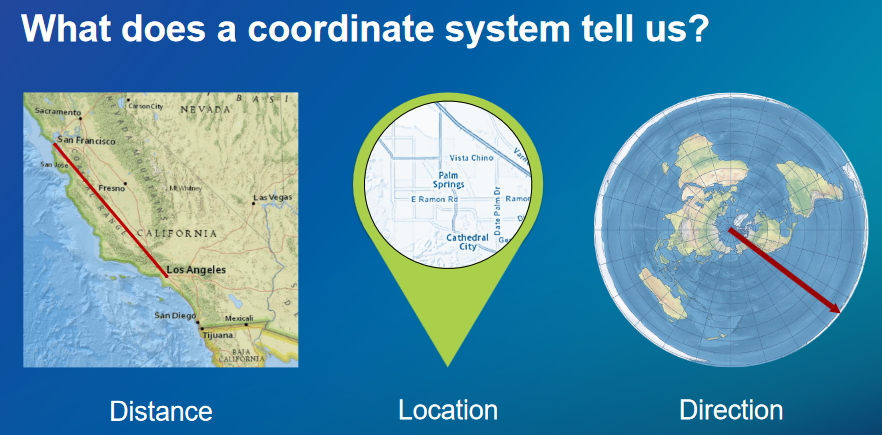 What does a coordinate system tell us?
Sacramento
Carson City
NEVADA
B A S I
San Francisco
San Jose
Fresno
Mt Whitney
Las Vegas
COASTAL RANGES
CALIFORNIA
Los Angeles
San Diego
Mexicali
Tijuana
BAJA
CALIFORNIA
Vista Chino
Palm
Springs
E Ramon Rd
Ramon
Date Palm Dr
Cathedral
City
Distance
Location
Direction